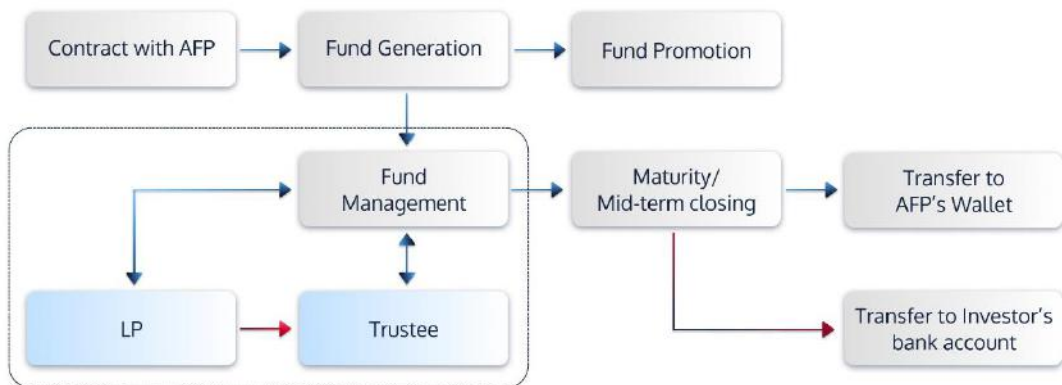 Contract with AFP
Fund Generation
Fund Promotion
Fund
Management
Maturity/
Mid-term closing
Transfer to
AFP's Wallet
LP
Trustee
Transfer to Investor's
bank account